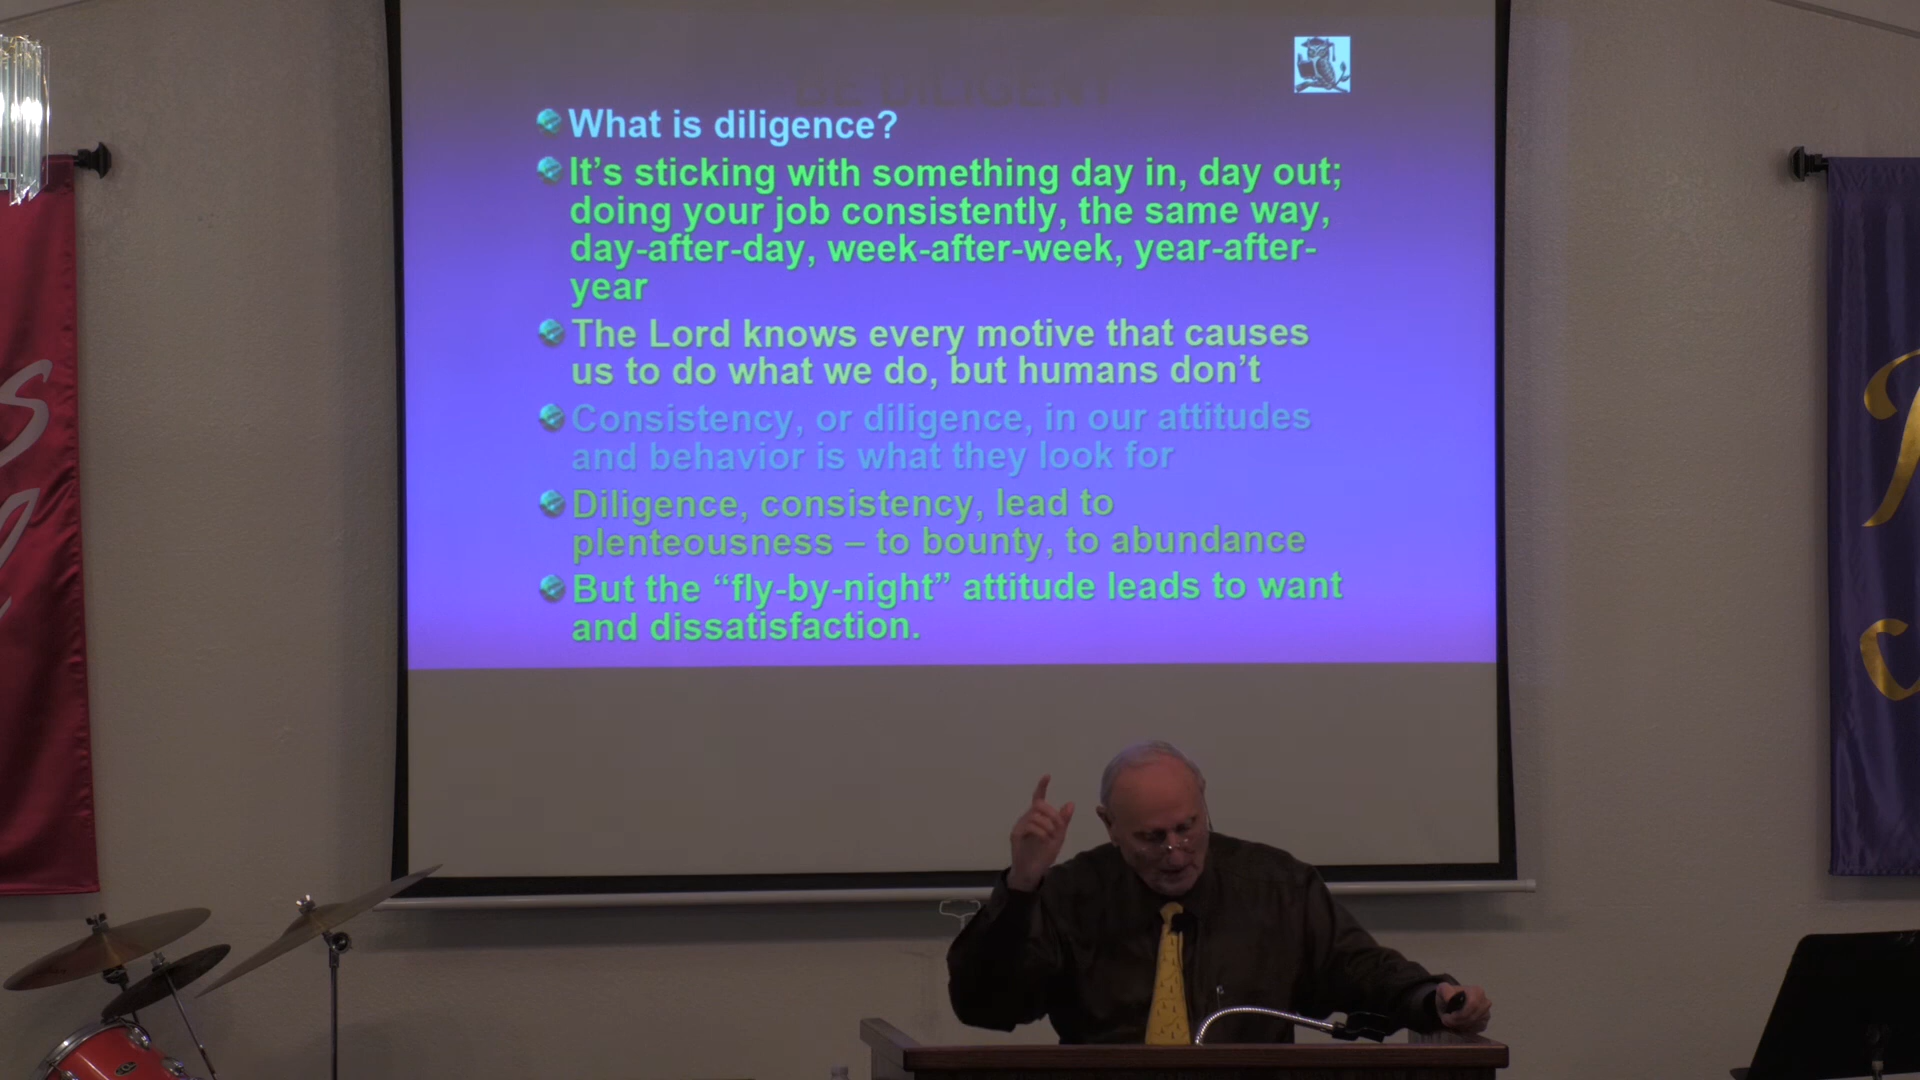 BE DILIGENT
What is diligence?
It’s sticking with something day in, day out;
doing your job consistently, the same way,
day-after-day, week-after-week, year-after-
year
The Lord knows every motive that causes
us to do what we do, but humans don’t
Consistency, or diligence, in our attitudes
and behavior is what they look for
Diligence, consistency, lead to
plenteousness – to bounty, to abundance
But the “fly-by-night” attitude leads to want
and dissatisfaction.